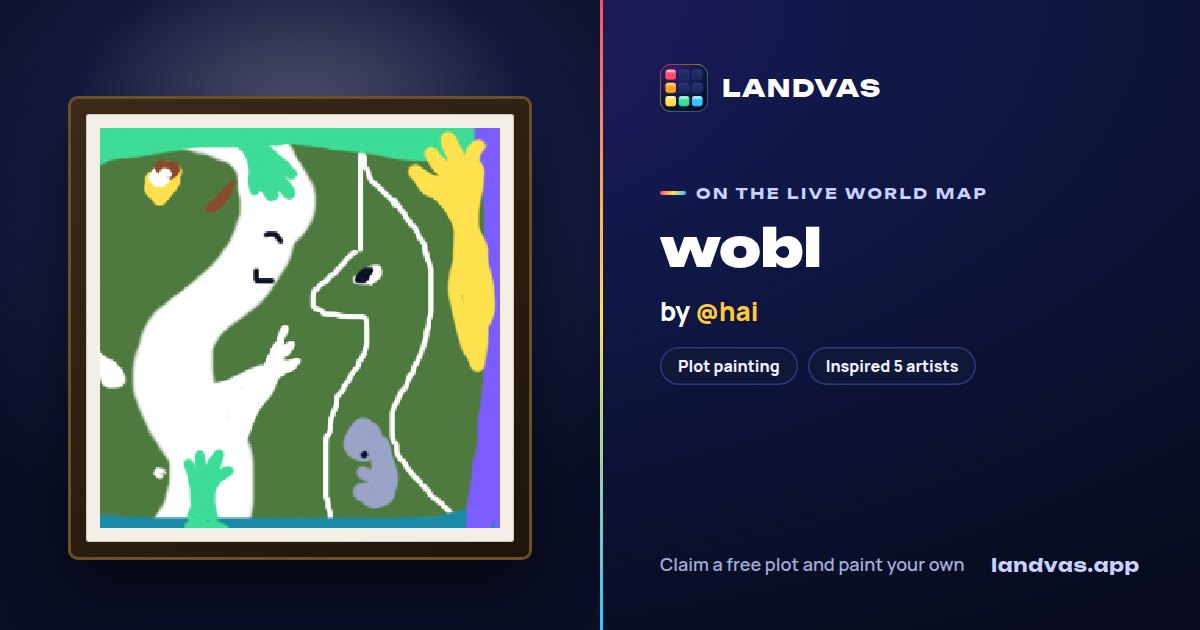 LANDVAS
ON THE LIVE WORLD MAP
wobl
by @hai
Plot painting
Inspired 5 artists
Claim a free plot and paint your own
landvas.app